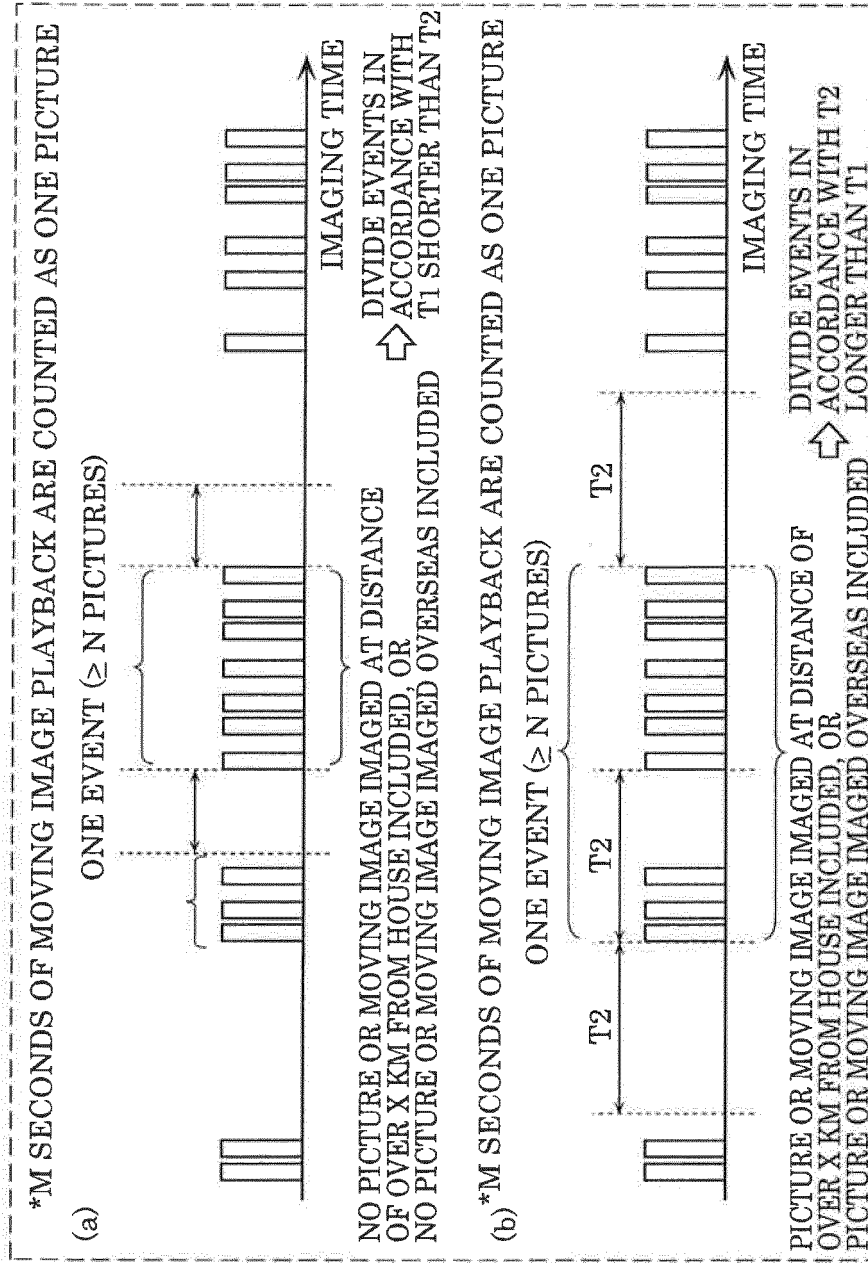 *M SECONDS OF MOVING IMAGE PLAYBACK ARE COUNTED AS ONE PICTURE
(a)
ONE EVENT (≥ N PICTURES)
IMAGING TIME
NO PICTURE OR MOVING IMAGE IMAGED AT DISTANCE
OF OVER X KM FROM HOUSE INCLUDED, OR
NO PICTURE OR MOVING IMAGE IMAGED OVERSEAS INCLUDED
DIVIDE EVENTS IN
ACCORDANCE WITH
T1 SHORTER THAN T2
(b)
*M SECONDS OF MOVING IMAGE PLAYBACK ARE COUNTED AS ONE PICTURE
ONE EVENT (≥ N PICTURES)
T2
T2
T2
IMAGING TIME
PICTURE OR MOVING IMAGE IMAGED AT DISTANCE OF
OVER X KM FROM HOUSE INCLUDED, OR
PICTURE OR MOVING IMAGE IMAGED OVERSEAS INCLUDED
DIVIDE EVENTS IN
ACCORDANCE WITH T2
LONGER THAN T1